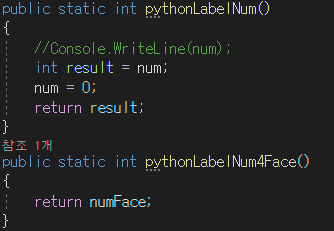 public static int pythonLabelNum()
{
//Console.WriteLine(num);
int result = num;
num = 0;
return result;
}
참조 1개
public static int pythonLabelNum4Face()
{
return numFace;
}